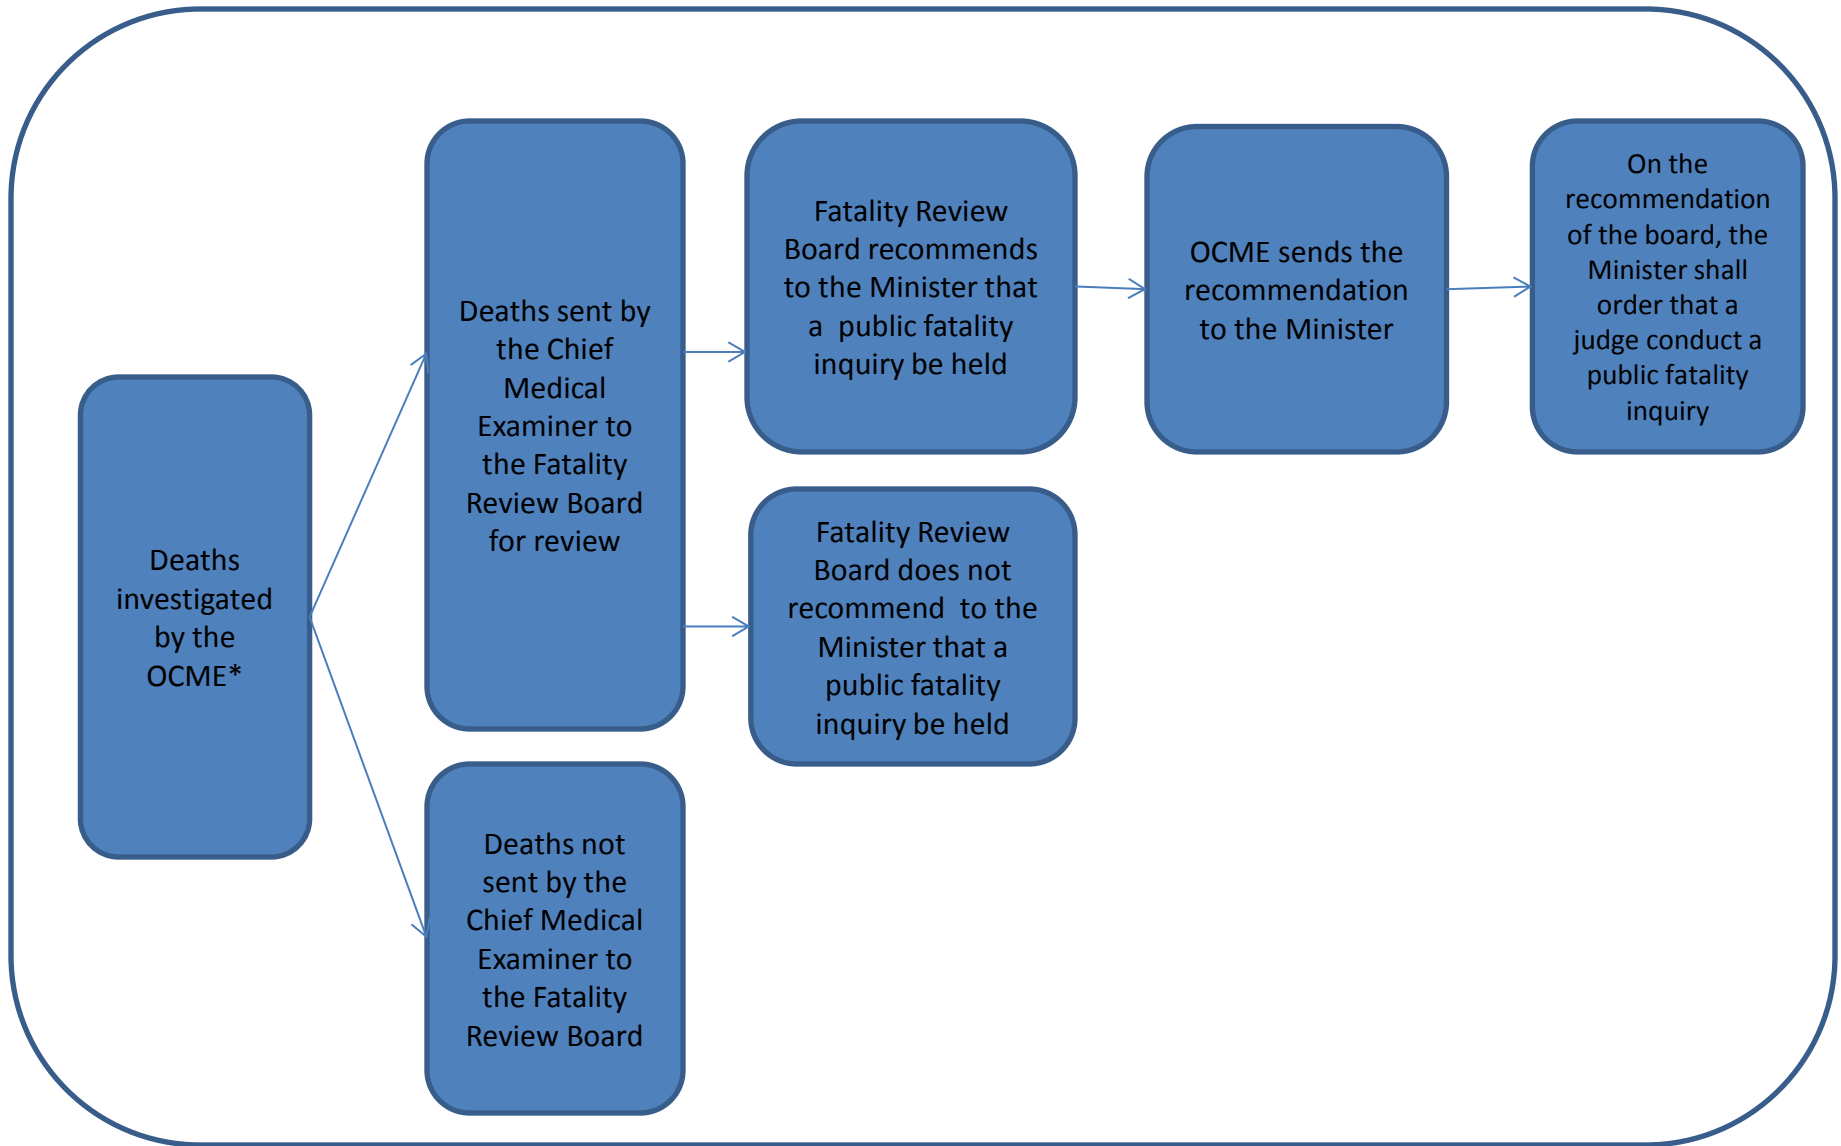 Deaths
investigated
by the
OCME*
Deaths sent by
the Chief
Medical
Examiner to
the Fatality
Review Board
for review
Deaths not
sent by the
Chief Medical
Examiner to
the Fatality
Review Board
Fatality Review
Board recommends
to the Minister that
a public fatality
inquiry be held
Fatality Review
Board does not
recommend to the
Minister that a
public fatality
inquiry be held
OCME sends the
recommendation
to the Minister
On the
recommendation
of the board, the
Minister shall
order that a
judge conduct a
public fatality
inquiry